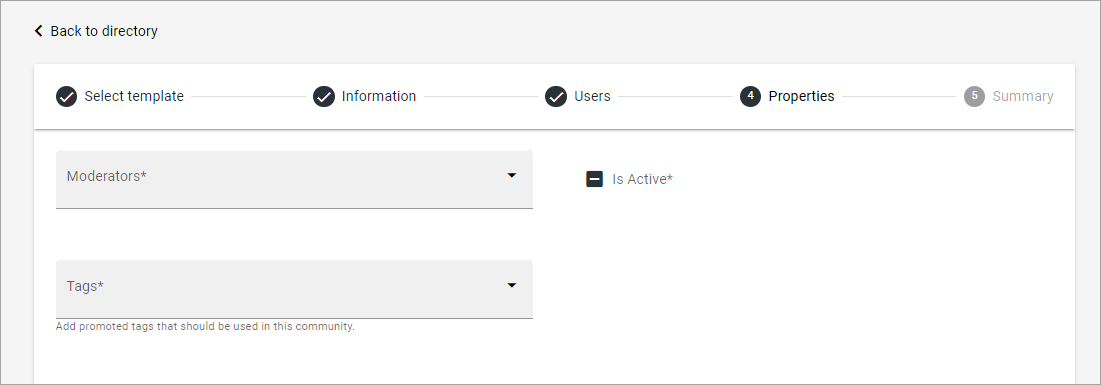 Back to directory
Select template
Information
Users
4 Properties
5 Summary
Moderators*
Is Active*
Tags*
Add promoted tags that should be used in this community.